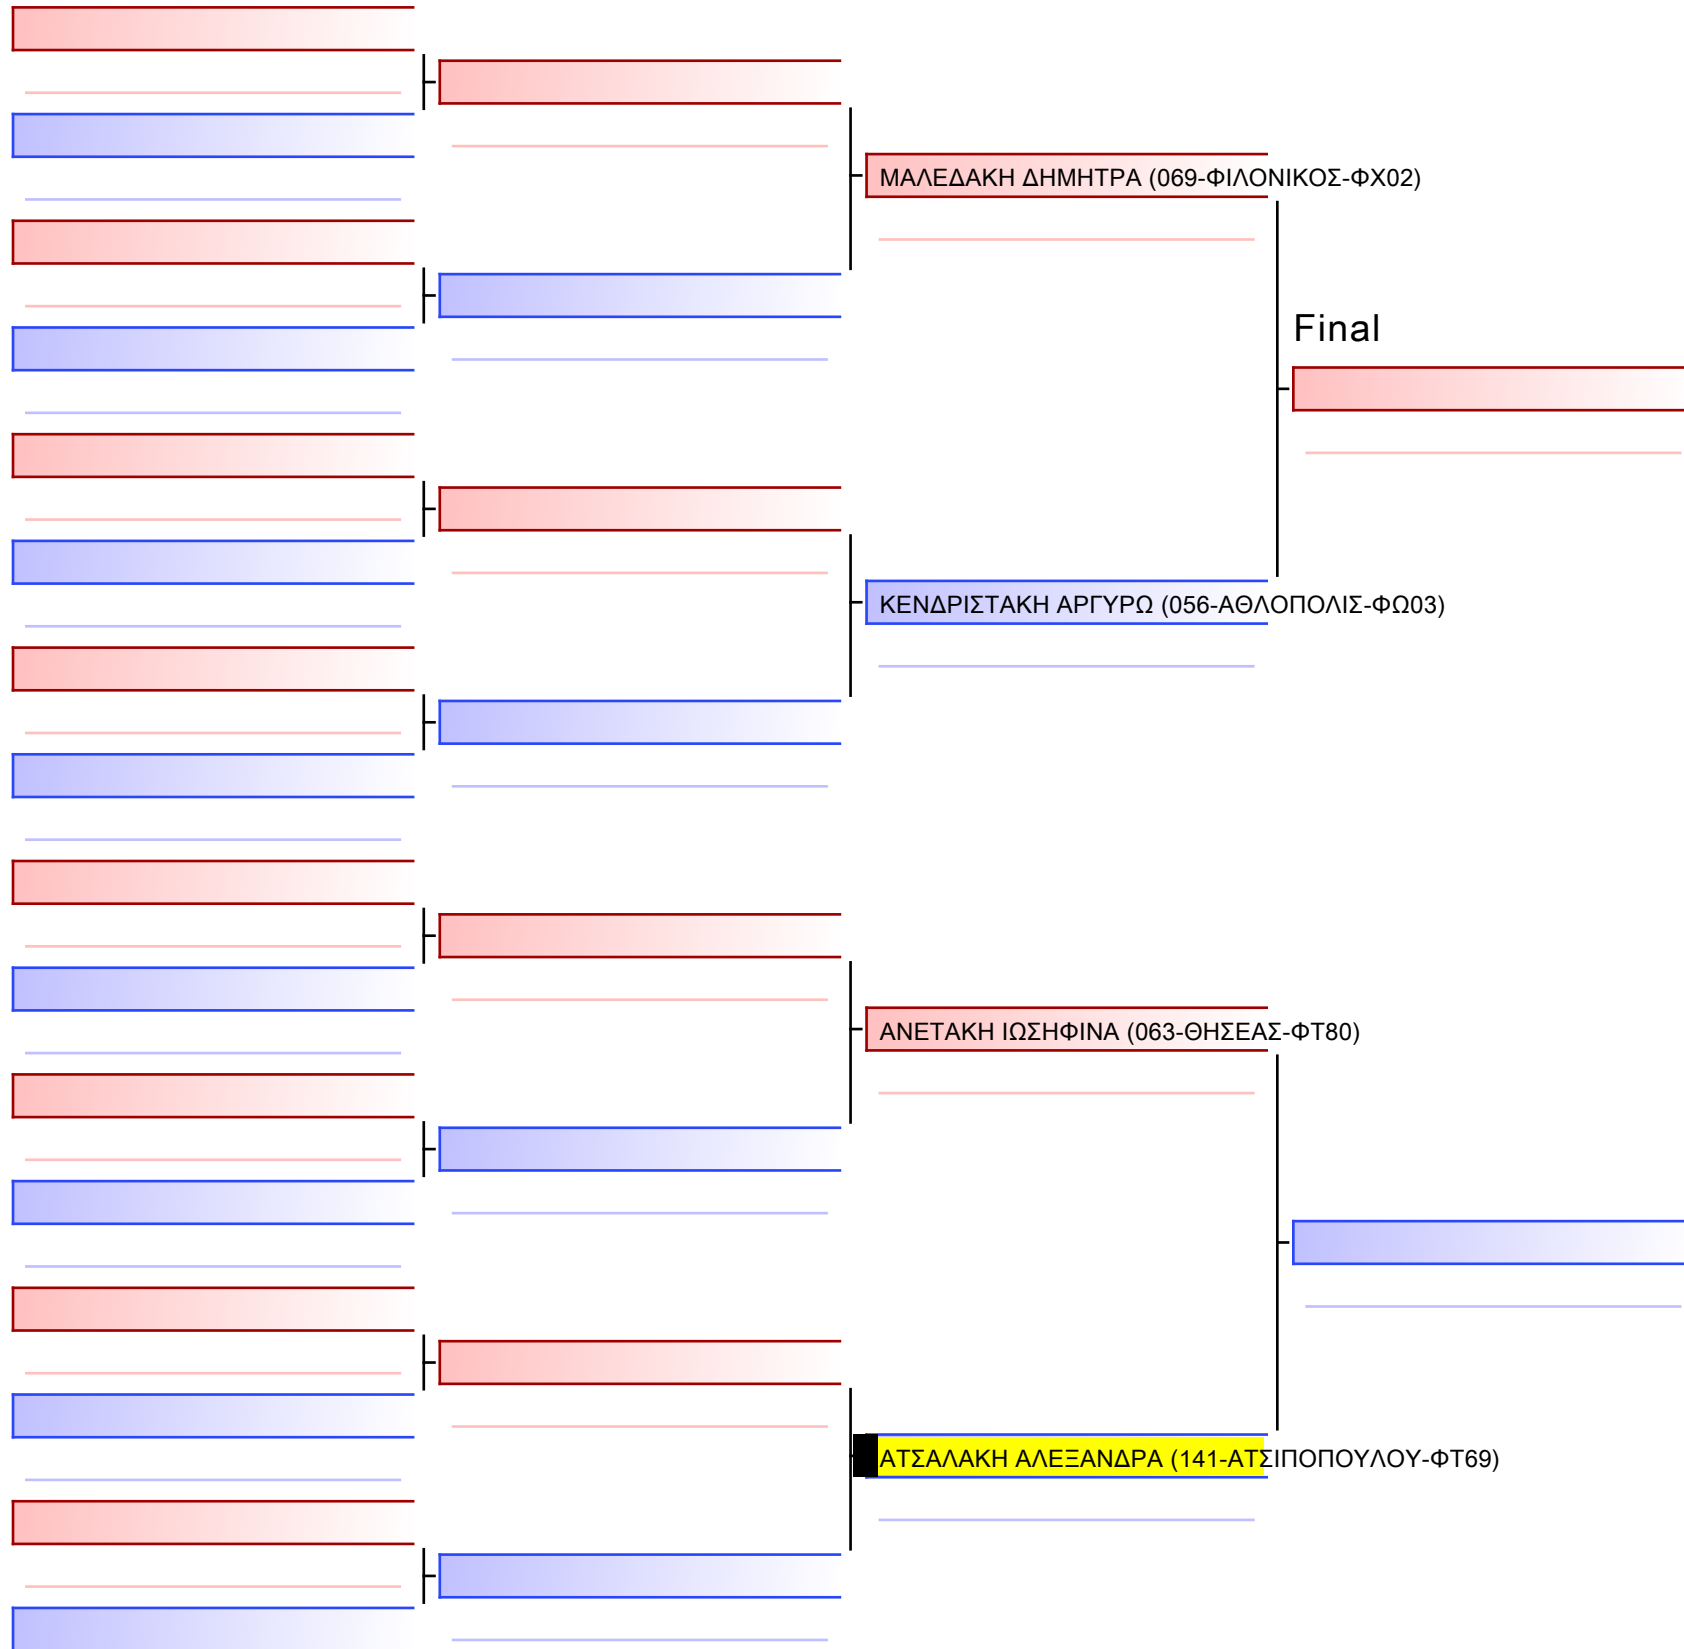 ΜΑΛΕΔΑΚΗ ΔΗΜΗΤΡΑ (069-ΦΙΛΟΝΙΚΟΣ-ΦΧ02)
Final
ΚΕΝΔΡΙΣΤΑΚΗ ΑΡΓΥΡΩ (056-ΑΘΛΟΠΟΛΙΣ-ΦΩ03)
ΑΝΕΤΑΚΗ ΙΩΣΗΦΙΝΑ (063-ΘΗΣΕΑΣ-ΦΤ80)
ΑΤΣΑΛΑΚΗ ΑΛΕΞΑΝΔΡΑ (141-ΑΤΣΙΠΟΠΟΥΛΟΥ-ΦΤ69)